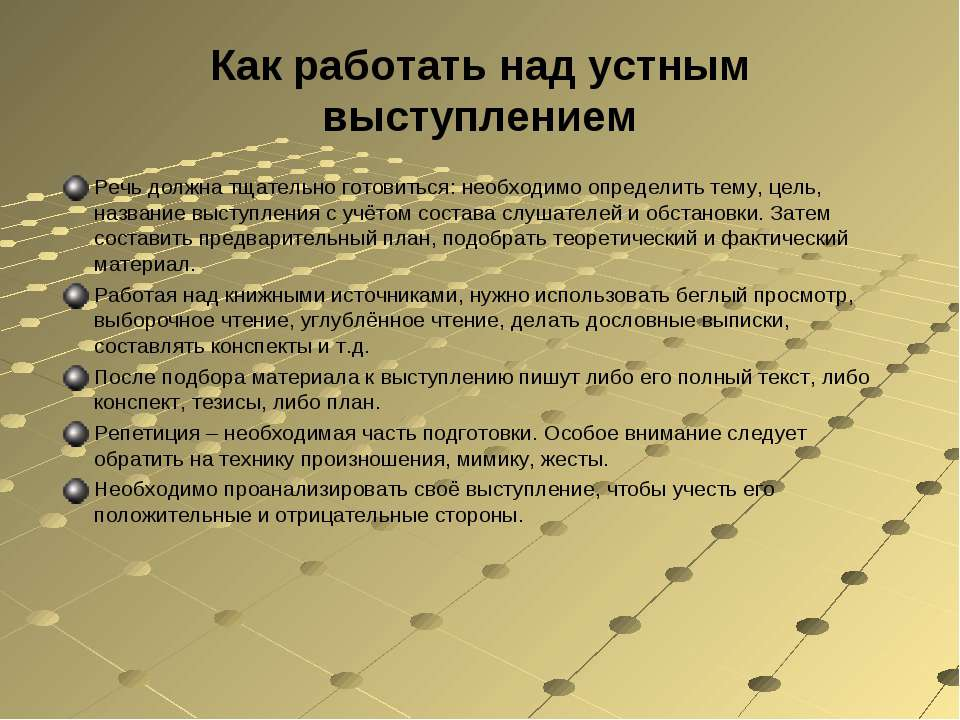 Как работать над устным
выступлением
Речь должна тщательно готовиться: необходимо определить тему, цель,
название выступления с учётом состава слушателей и обстановки. Затем
составить предварительный план, подобрать теоретический и фактический
материал.
Работая над книжными источниками, нужно использовать беглый просмотр,
выборочное чтение, углублённое чтение, делать дословные выписки,
составлять конспекты и т.д.
После подбора материала к выступлению пишут либо его полный текст, либо
конспект, тезисы, либо план.
Репетиция – необходимая часть подготовки. Особое внимание следует
обратить на технику произношения, мимику, жесты.
Необходимо проанализировать своё выступление, чтобы учесть его
положительные и отрицательные стороны.